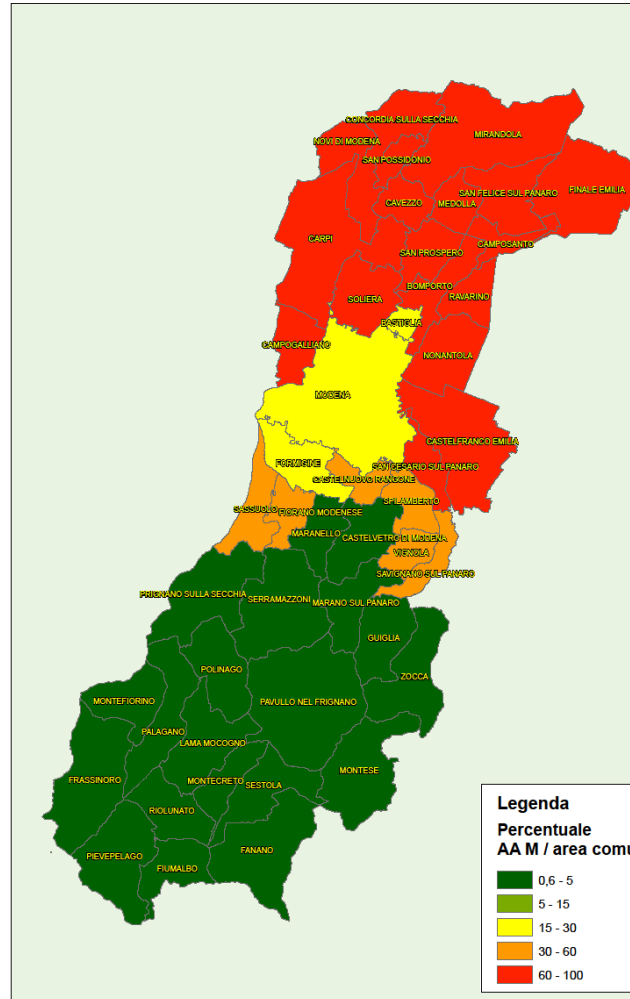 CONCORDIA SULLA SECCHIA
MIRANDOLA
NOVI DI MODENA
SAN POSSIDONIO
SAN FELICE SUL PANARO
FINALE EMILIA
CAVEZZO
MEDOLLA
CARPI
CAMPOSANTO
SAN PROSPERO
BOMPORTO
RAVARINO
SOLIERA
BASTIGLIA
CAMPOGALLIANO
NONANTOLA
MODENA
CASTELFRANCO EMILIA
FORMIGINE
SAN CESARIO SUL PANARO
CASTELNUOVO RANGONE
SPILAMBERTO
SASSUOLO
FIORANO MODENESE
MARANELLO
CASTELVETRO DI MODENA
VIGNOLA
SAVIGNANO SUL PANARO
PRIGNANO SULLA SECCHIA
SERRAMAZZONI
MARANO SUL PANARO
GUIGLIA
POLINAGO
ZOCCA
MONTEFIORINO
PAVULLO NEL FRIGNANO
PALAGANO
LAMA MOCOGNO
MONTESE
FRASSINORO
MONTECRETO
SESTOLA
RIOLUNATO
FANANO
PIEVEPELAGO
FIUMALBO
Legenda
Percentuale
AA M / area comu
0,6 - 5
5 - 15
15 - 30
30 - 60
60 - 100